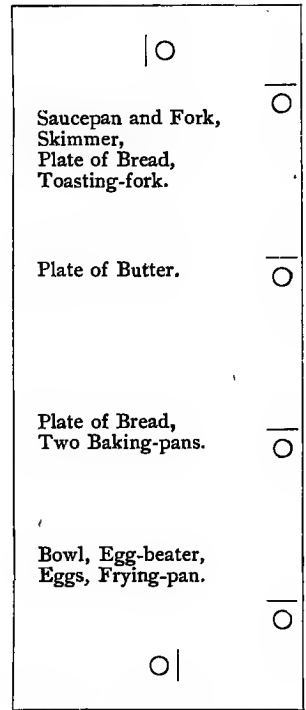 Saucepan and Fork,
Skimmer,
Plate of Bread,
Toasting-fork.
Plate of Butter.
Plate of Bread,
Two Baking-pans.
Bowl, Egg-beater,
Eggs, Frying-pan.